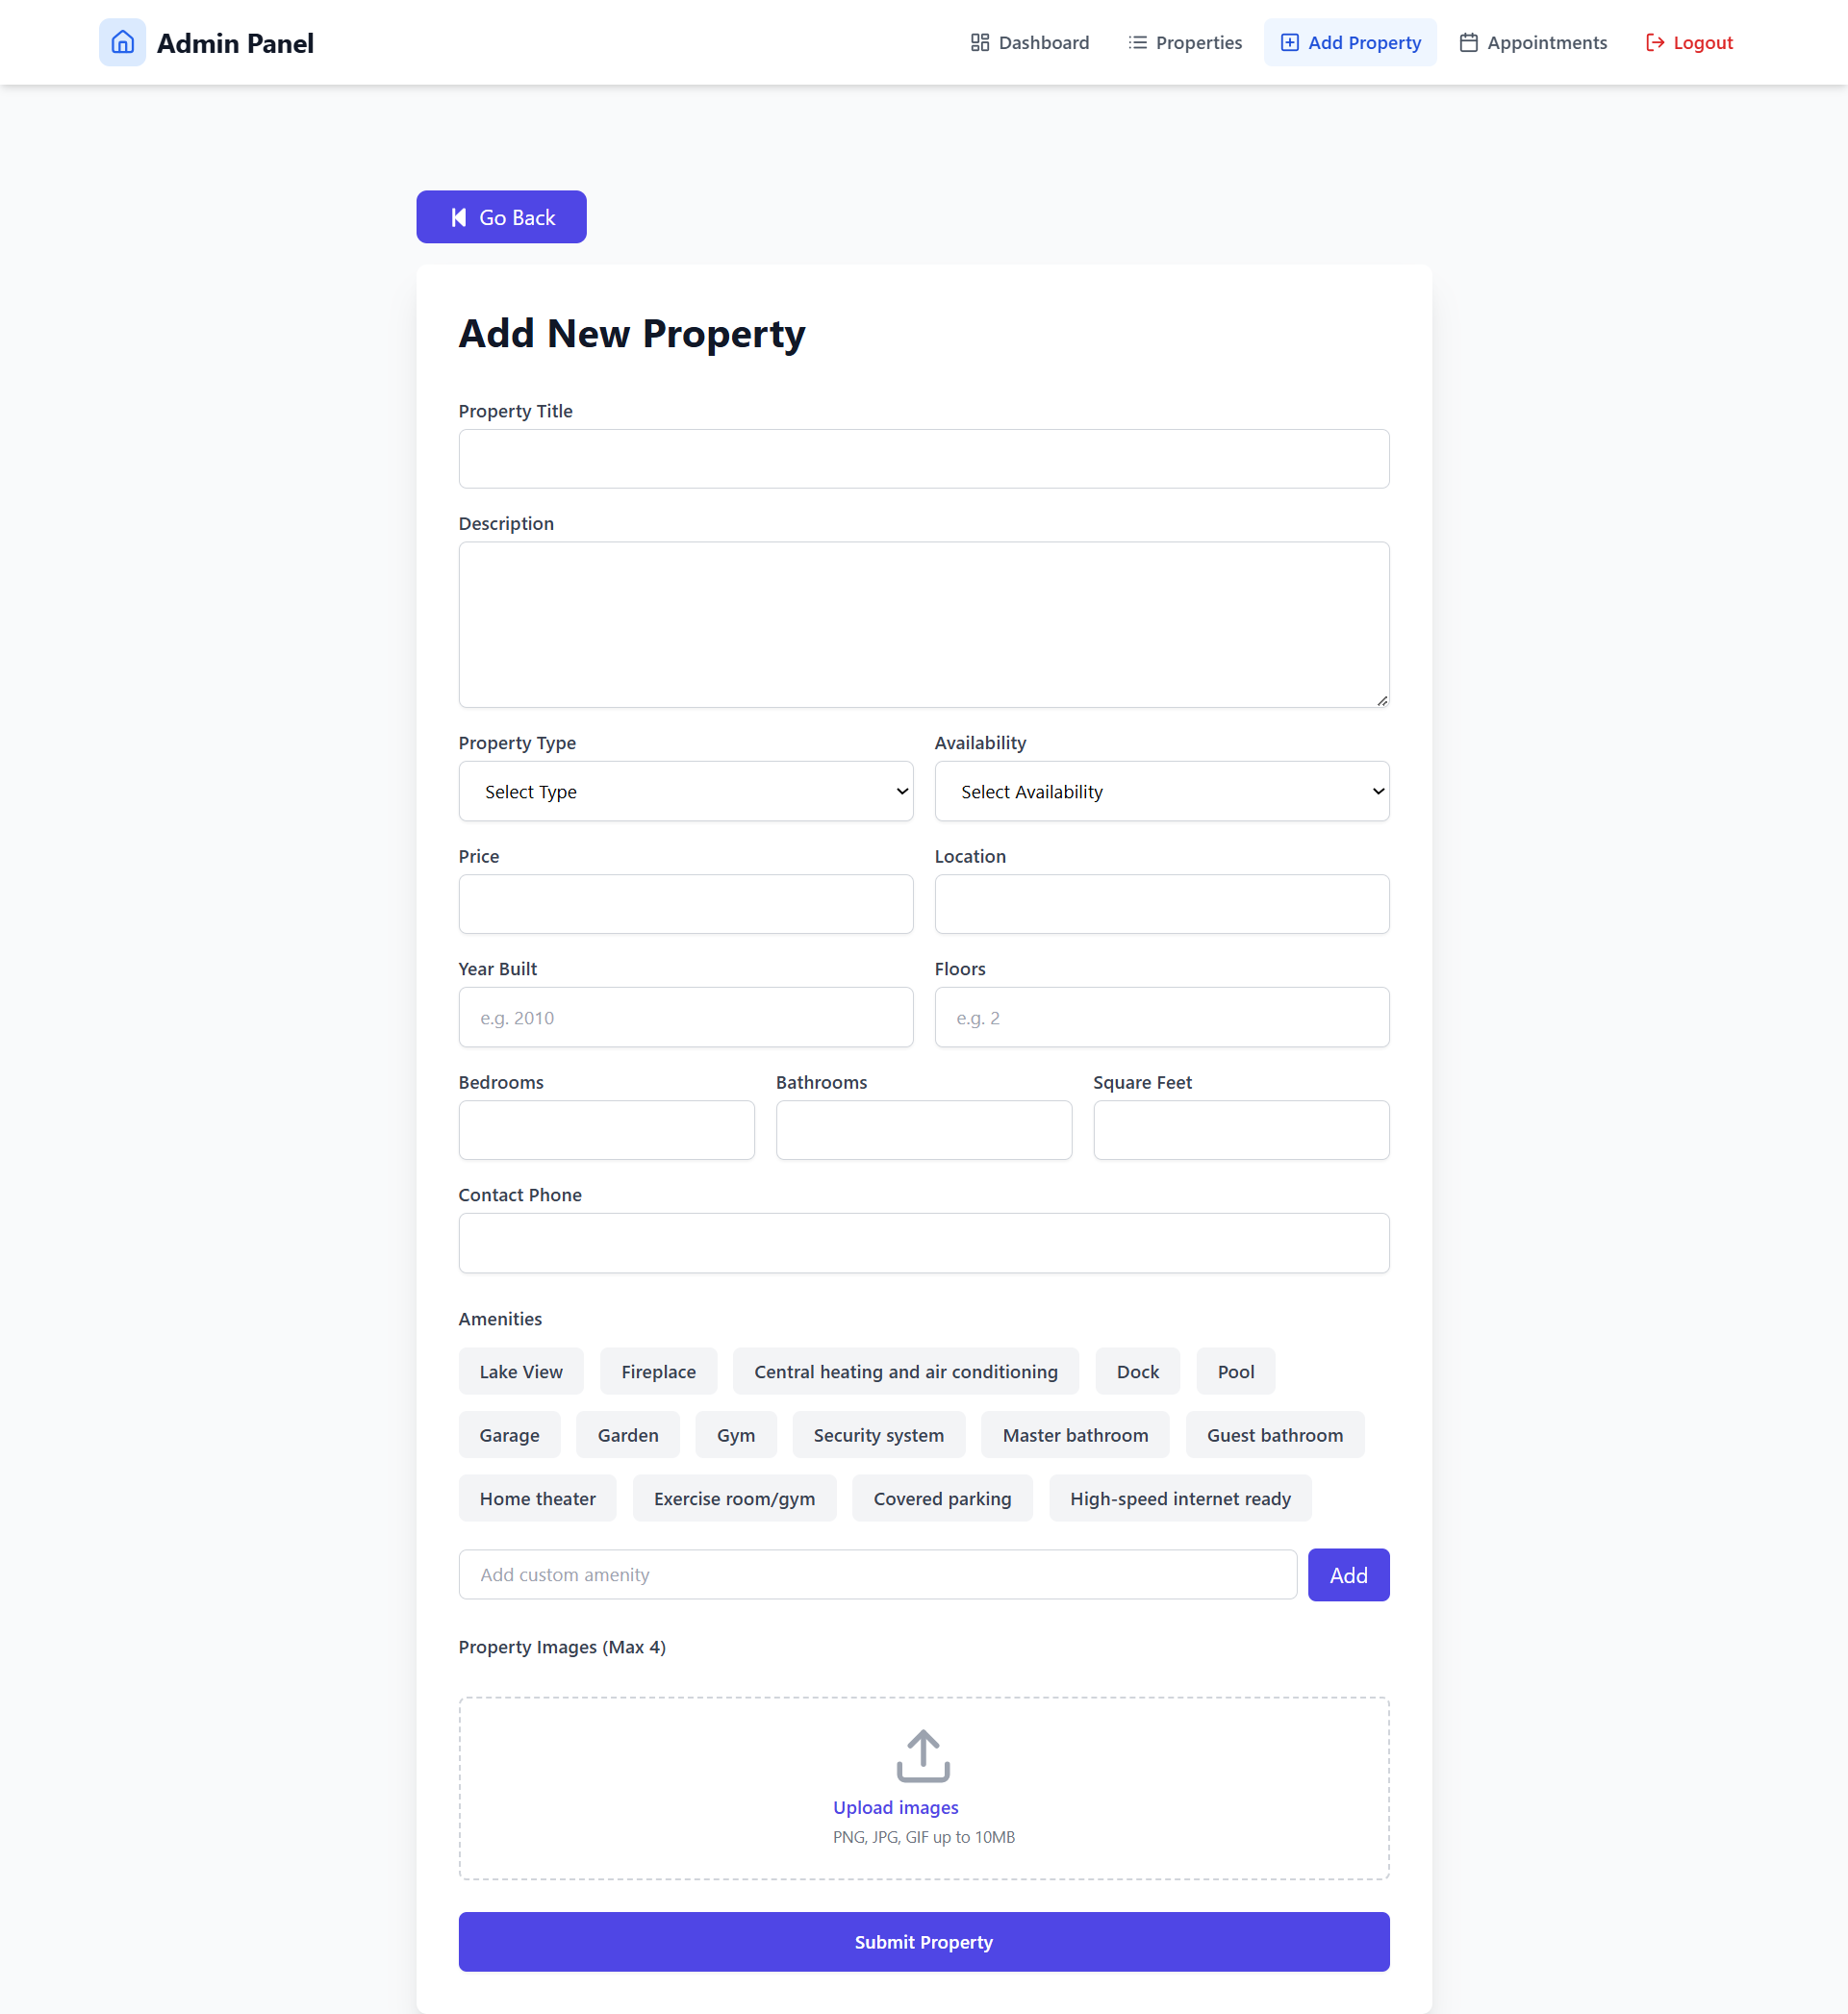 Admin Panel
Dashboard
Properties
Add Property
Appointments
Logout
Go Back
Add New Property
Property Title
Description
Property Type Availability
Select Type Select Availability
Price Location
Year Built Floors
e.g. 2010 e.g. 2
Bedrooms Bathrooms Square Feet
Contact Phone
Amenities
Lake View Fireplace Central heating and air conditioning Dock Pool
Garage Garden Gym Security system Master bathroom Guest bathroom
Home theater Exercise room/gym Covered parking High-speed internet ready
Add custom amenity Add
Property Images (Max 4)
Upload images
PNG, JPG, GIF up to 10MB
Submit Property